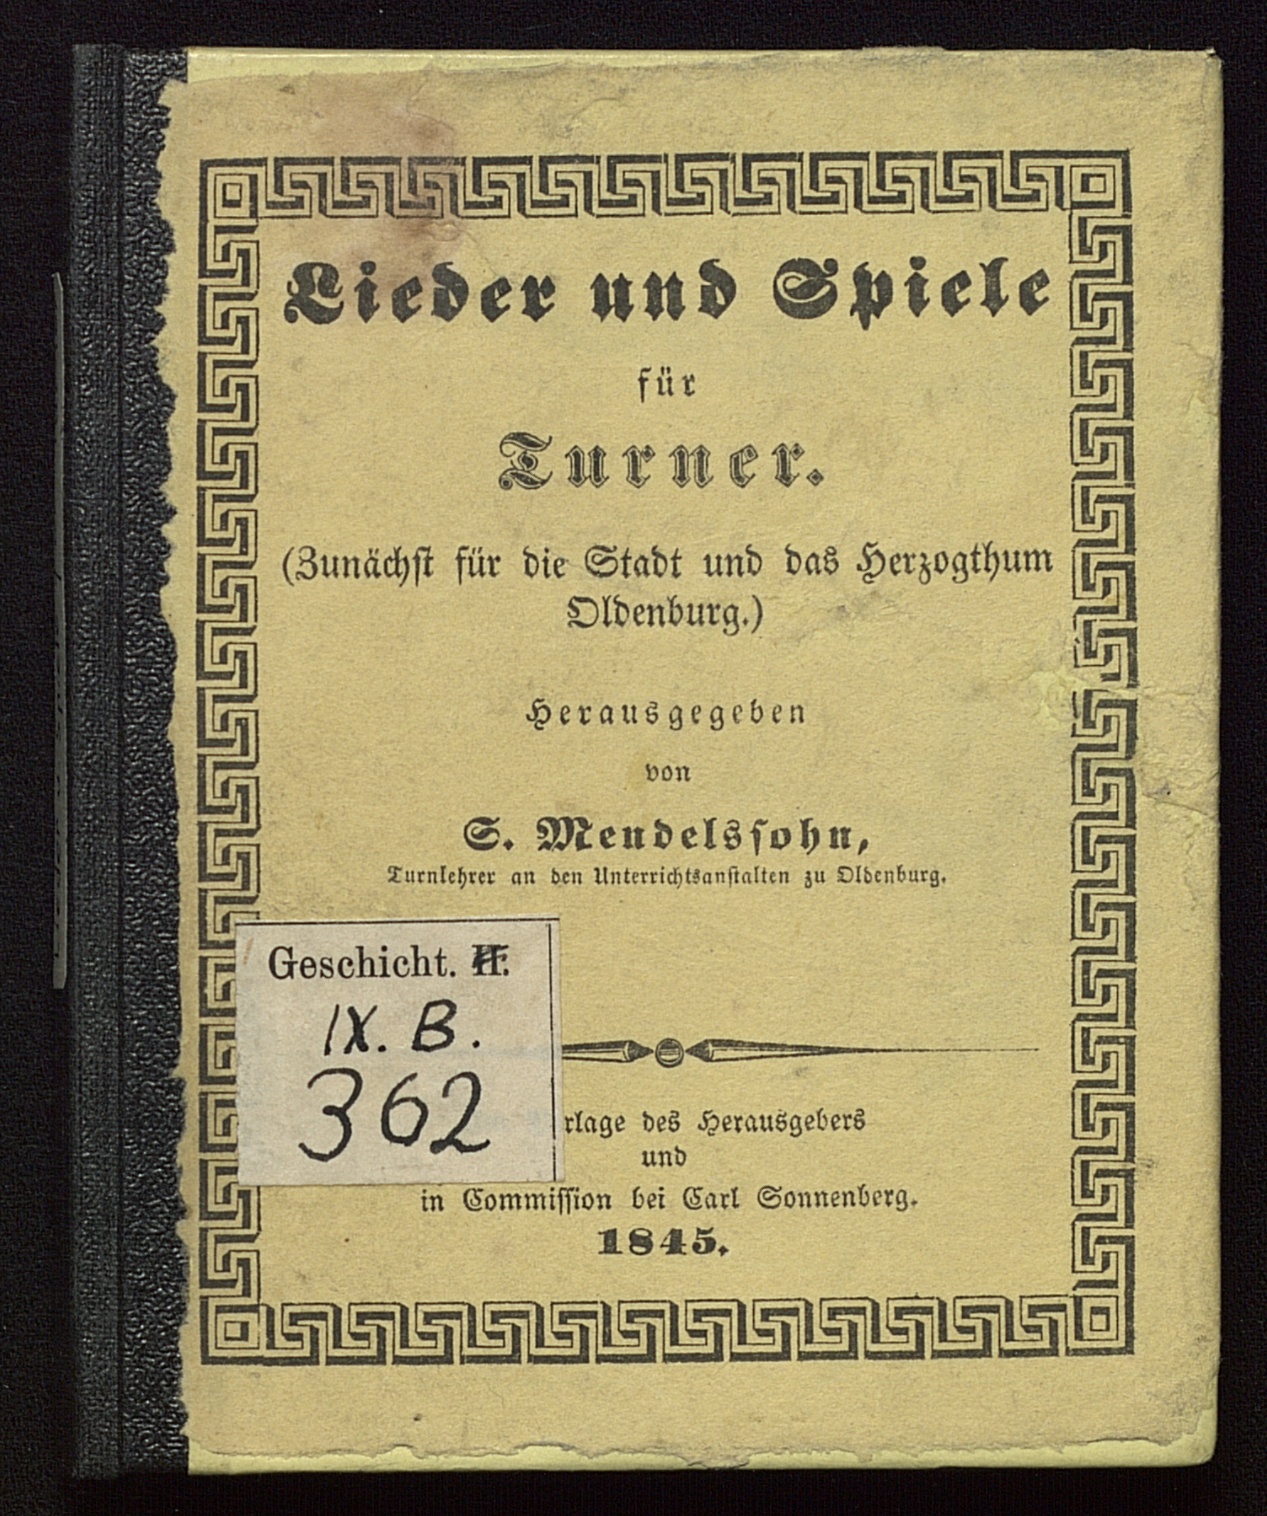 Lieder und Spiele
für
Turner.
(Zunächst für die Stadt und das Herzogthum
Oldenburg.)
Herausgegeben
von
S. Mendelssohn,
Turnlehrer an den Unterrichtsanstalten zu Oldenburg.
Geschicht.
IX. B.
362
rlage des Herausgebers
und
in Commission bei Carl Sonnenberg.
1845.